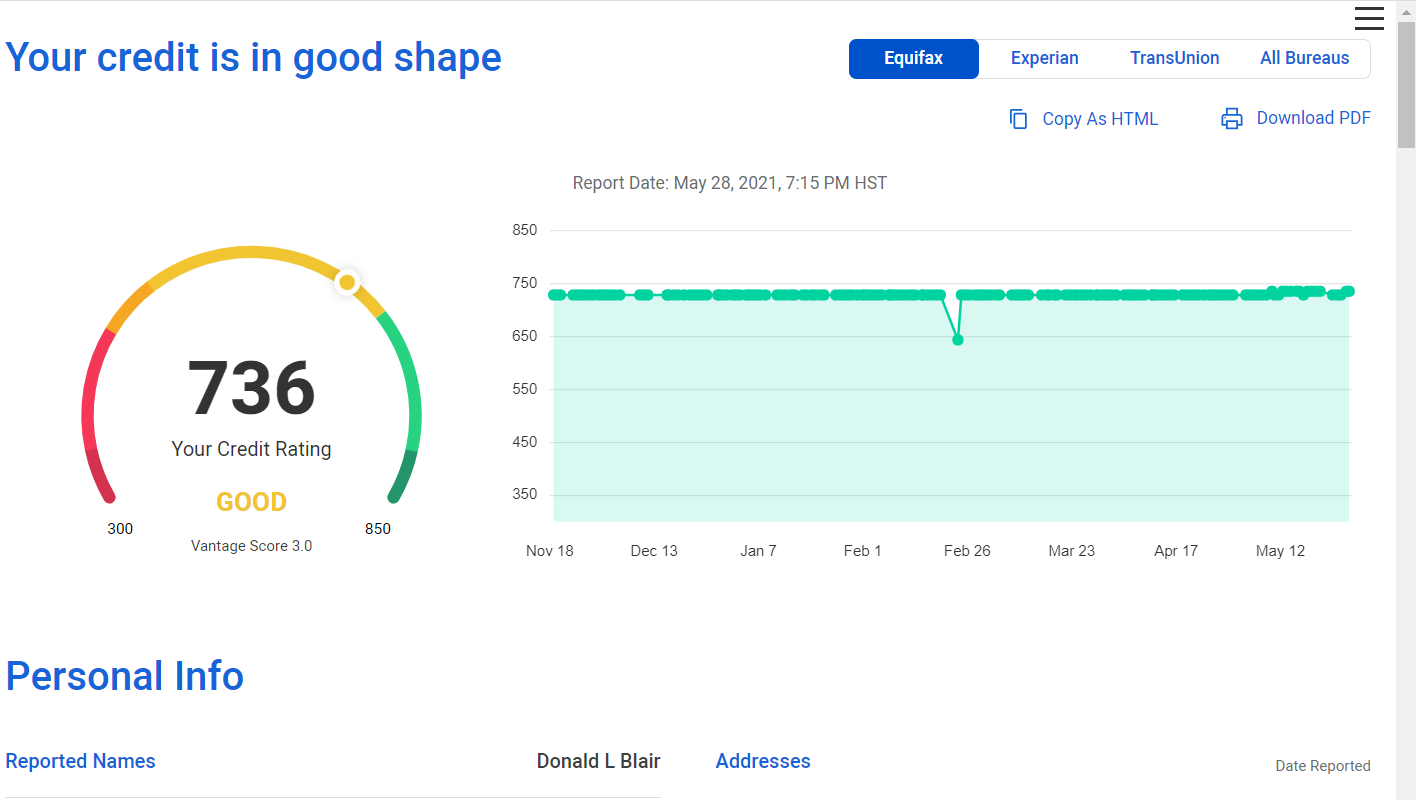 Your credit is in good shape
Equifax Experian TransUnion All Bureaus
Copy As HTML Download PDF
Report Date: May 28, 2021, 7:15 PM HST
736
Your Credit Rating
GOOD
300 850
Vantage Score 3.0
850
750
650
550
450
350
Nov 18 Dec 13 Jan 7 Feb 1 Feb 26 Mar 23 Apr 17 May 12
Personal Info
Reported Names Donald L Blair
Addresses Date Reported